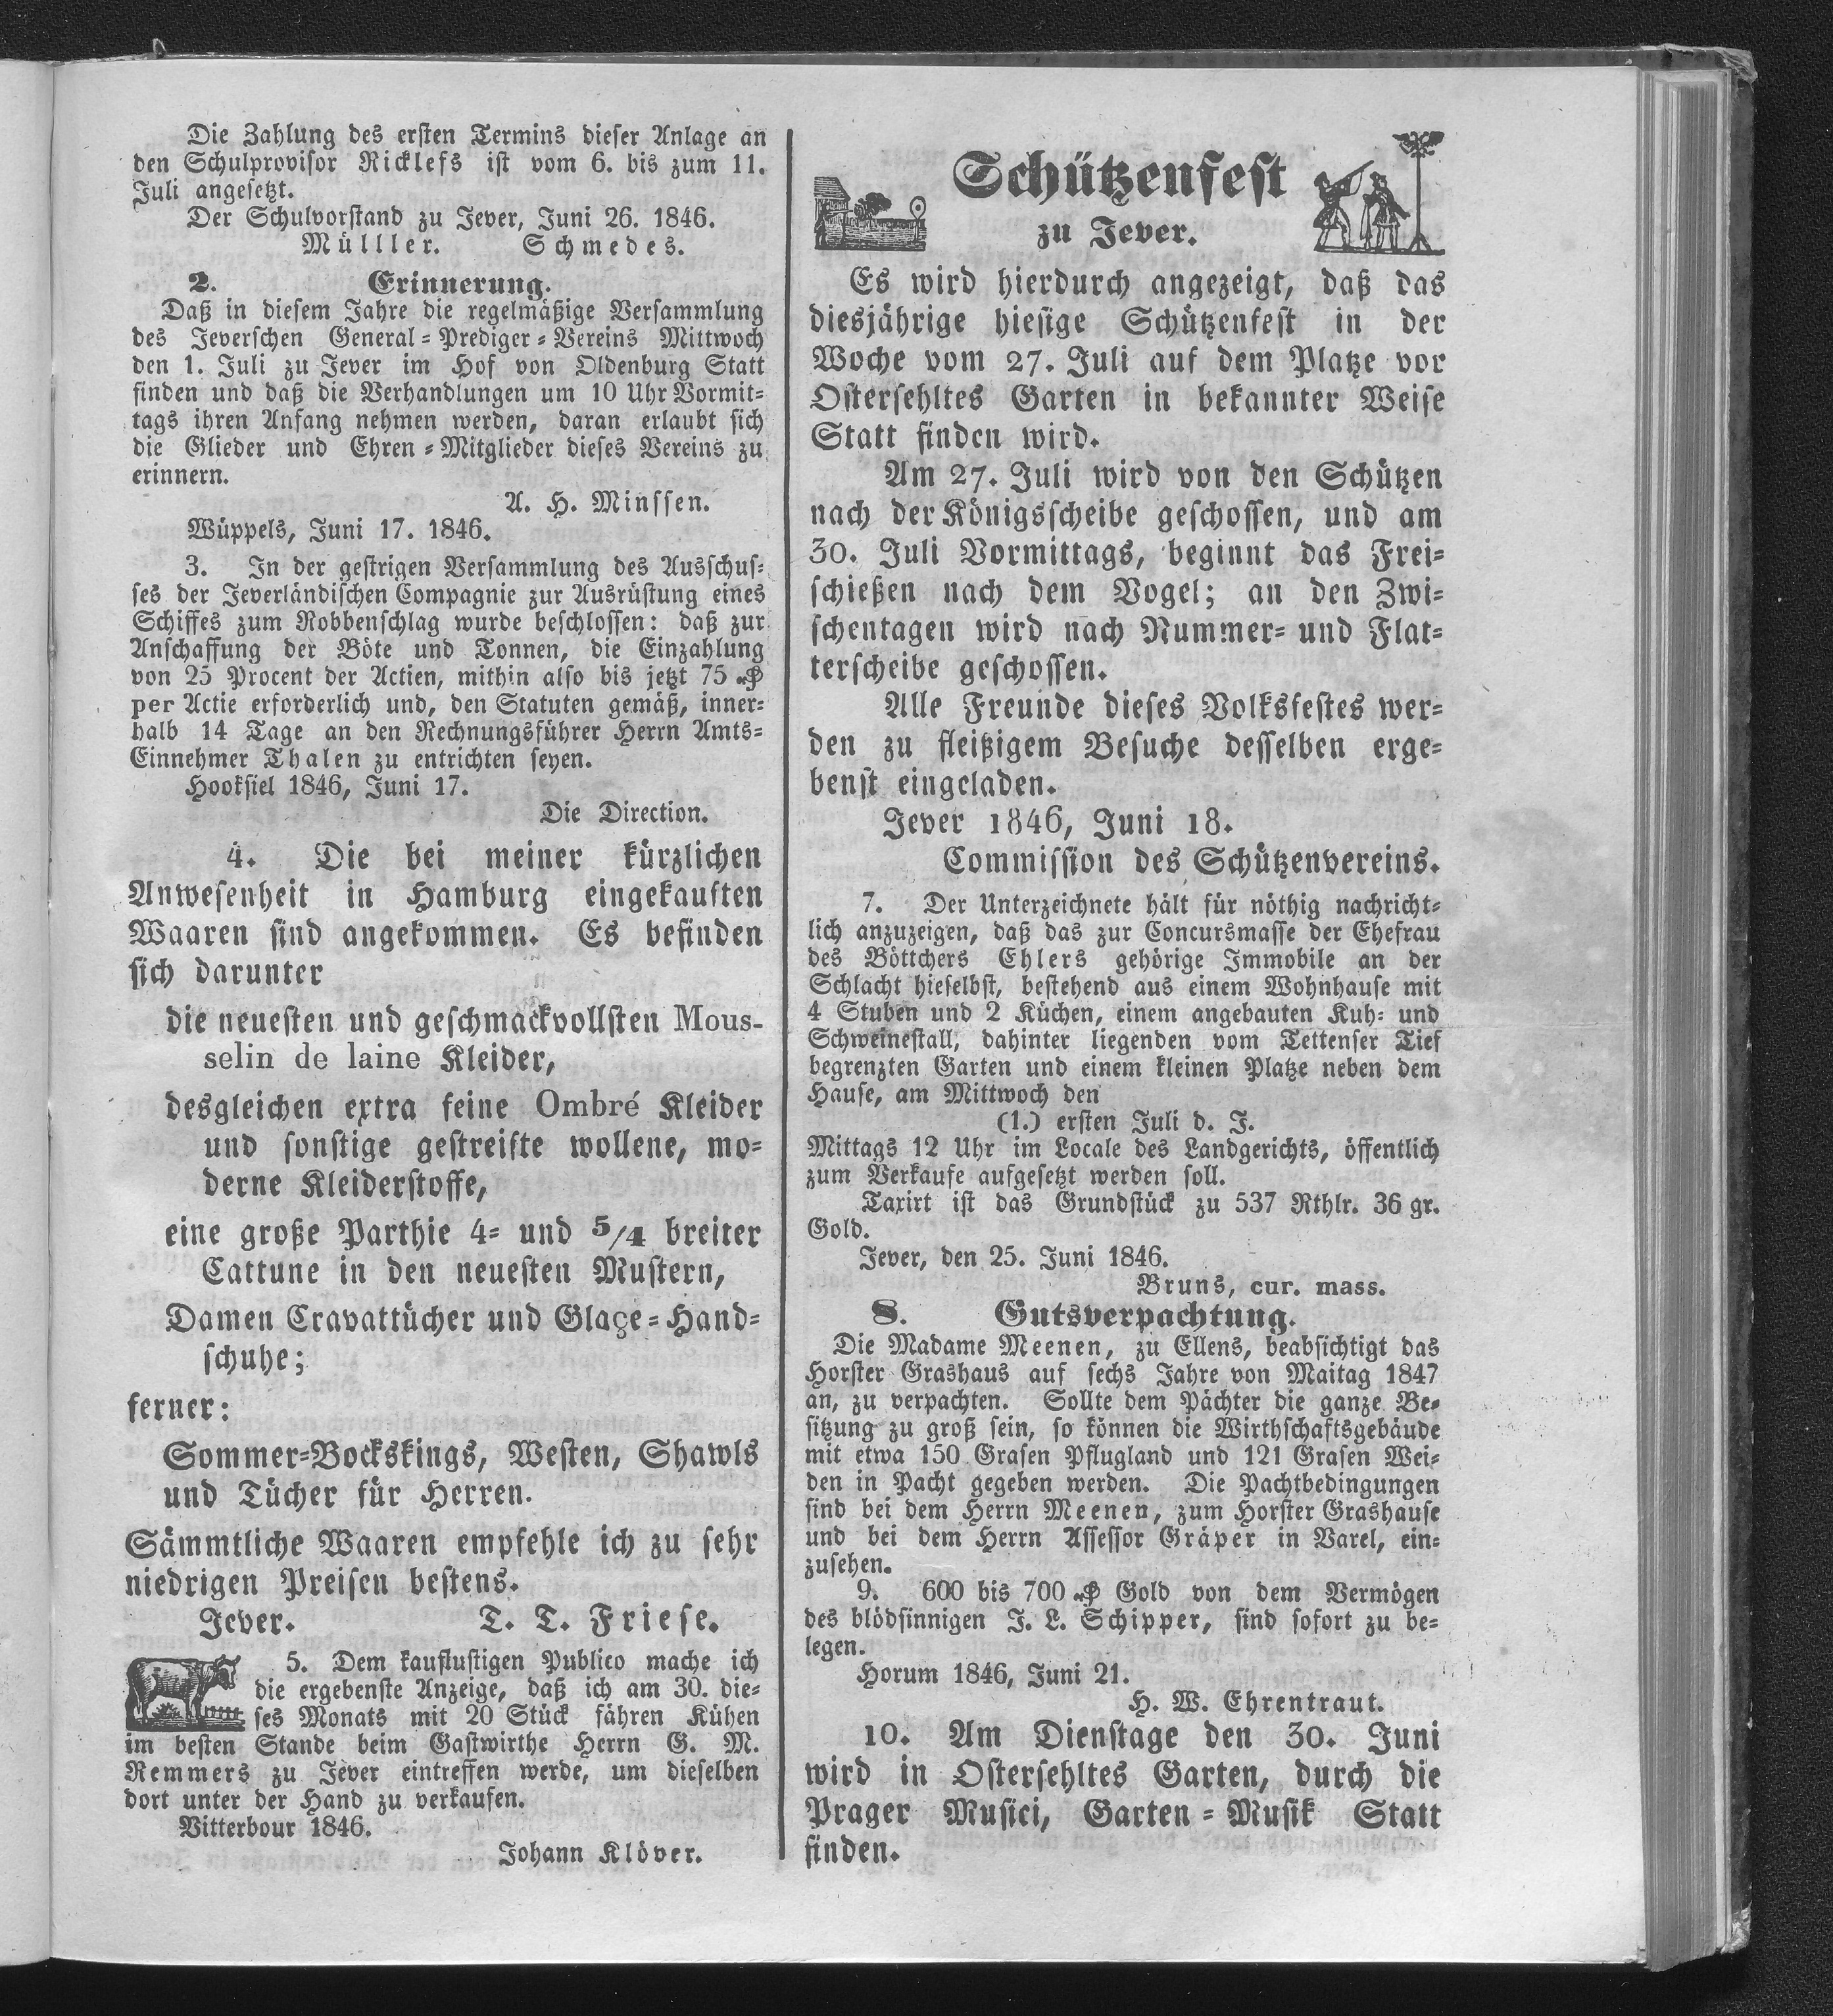 Die Zahlung des ersten Termins dieser Anlage an
den Schulprovisor Ricklefs ist vom 6. bis zum 11.
Juli angesetzt.
Der Schulvorstand zu Jever, Juni 26. 1846.
Mülller. Schmedes.
2. Erinnerung.
Daß in diesem Jahre die regelmäßige Versammlung
des Jeverschen General=Prediger=Vereins Mittwoch
den 1. Juli zu Jever im Hof von Oldenburg Statt
finden und daß die Verhandlungen um 10 Uhr Vormit=
tags ihren Anfang nehmen werden, daran erlaubt sich
die Glieder und Ehren=Mitglieder dieses Vereins zu
erinnern.
A. H. Minssen.
Wüppels, Juni 17. 1846.
3. In der gestrigen Versammlung des Ausschus=
ses der Jeverländischen Compagnie zur Ausrüstung eines
Schiffes zum Robbenschlag wurde beschlossen: daß zur
Anschaffung der Böte und Tonnen, die Einzahlung
von 25 Procent der Actien, mithin also bis jetzt 75 ₰
per Actie erforderlich und, den Statuten gemäß, inner=
halb 14 Tage an den Rechnungsführer Herrn Amts=
Einnehmer Thalen zu entrichten seyen.
Hooksiel 1846, Juni 17.
Die Direction.
4. Die bei meiner kürzlichen
Anwesenheit in Hamburg eingekauften
Waaren sind angekommen. Es befinden
sich darunter
die neuesten und geschmackvollsten Mous-
selin de laine Kleider,
desgleichen extra feine Ombré Kleider
und sonstige gestreifte wollene, mo=
derne Kleiderstoffe,
eine große Parthie 4= und 5/4 breiter
Cattune in den neuesten Mustern,
Damen Cravattücher und Glaçe=Hand=
schuhe;
ferner:
Sommer=Bockskings, Westen, Shawls
und Tücher für Herren.
Sämmtliche Waaren empfehle ich zu sehr
niedrigen Preisen bestens.
Jever. T. T. Friese.
5. Dem kauflustigen Publico mache ich
die ergebenste Anzeige, daß ich am 30. die=
ses Monats mit 20 Stück fähren Kühen
im besten Stande beim Gastwirthe Herrn G. M.
Remmers zu Jever eintreffen werde, um dieselben
dort unter der Hand zu verkaufen.
Vitterbour 1846.
Johann Klöver.
Schützenfest
zu Jever.
Es wird hierdurch angezeigt, daß das
diesjährige hiesige Schützenfest in der
Woche vom 27. Juli auf dem Platze vor
Ostersehltes Garten in bekannter Weise
Statt finden wird.
Am 27. Juli wird von den Schützen
nach der Königsscheibe geschossen, und am
30. Juli Vormittags, beginnt das Frei=
schießen nach dem Vogel; an den Zwi=
schentagen wird nach Nummer= und Flat=
terscheibe geschossen.
Alle Freunde dieses Volksfestes wer=
den zu fleißigem Besuche desselben erge=
benst eingeladen.
Jever 1846, Juni 18.
Commission des Schützenvereins.
7. Der Unterzeichnete hält für nöthig nachricht=
lich anzuzeigen, daß das zur Concursmasse der Ehefrau
des Böttchers Ehlers gehörige Immobile an der
Schlacht hieselbst, bestehend aus einem Wohnhause mit
4 Stuben und 2 Küchen, einem angebauten Kuh= und
Schweinestall, dahinter liegenden vom Tettenser Tief
begrenzten Garten und einem kleinen Platze neben dem
Hause, am Mittwoch den
(1.) ersten Juli d. J.
Mittags 12 Uhr im Locale des Landgerichts, öffentlich
zum Verkaufe aufgesetzt werden soll.
Taxirt ist das Grundstück zu 537 Rthlr. 36 gr.
Gold.
Jever, den 25. Juni 1846.
Bruns, cur. mass.
8. Gutsverpachtung.
Die Madame Meenen, zu Ellens, beabsichtigt das
Horster Grashaus auf sechs Jahre von Maitag 1847
an, zu verpachten. Sollte dem Pächter die ganze Be=
sitzung zu groß sein, so können die Wirthschaftsgebäude
mit etwa 150 Grasen Pflugland und 121 Grasen Wei=
den in Pacht gegeben werden. Die Pachtbedingungen
sind bei dem Herrn Meenen, zum Horster Grashause
und bei dem Herrn Assessor Gräper in Varel, ein=
zusehen.
9. 600 bis 700 ₰ Gold von dem Vermögen
des blödsinnigen J. L. Schipper, sind sofort zu be=
legen.
Horum 1846, Juni 21.
H. W. Ehrentraut.
10. Am Dienstage den 30. Juni
wird in Ostersehltes Garten, durch die
Prager Musici, Garten=Musik Statt
finden.